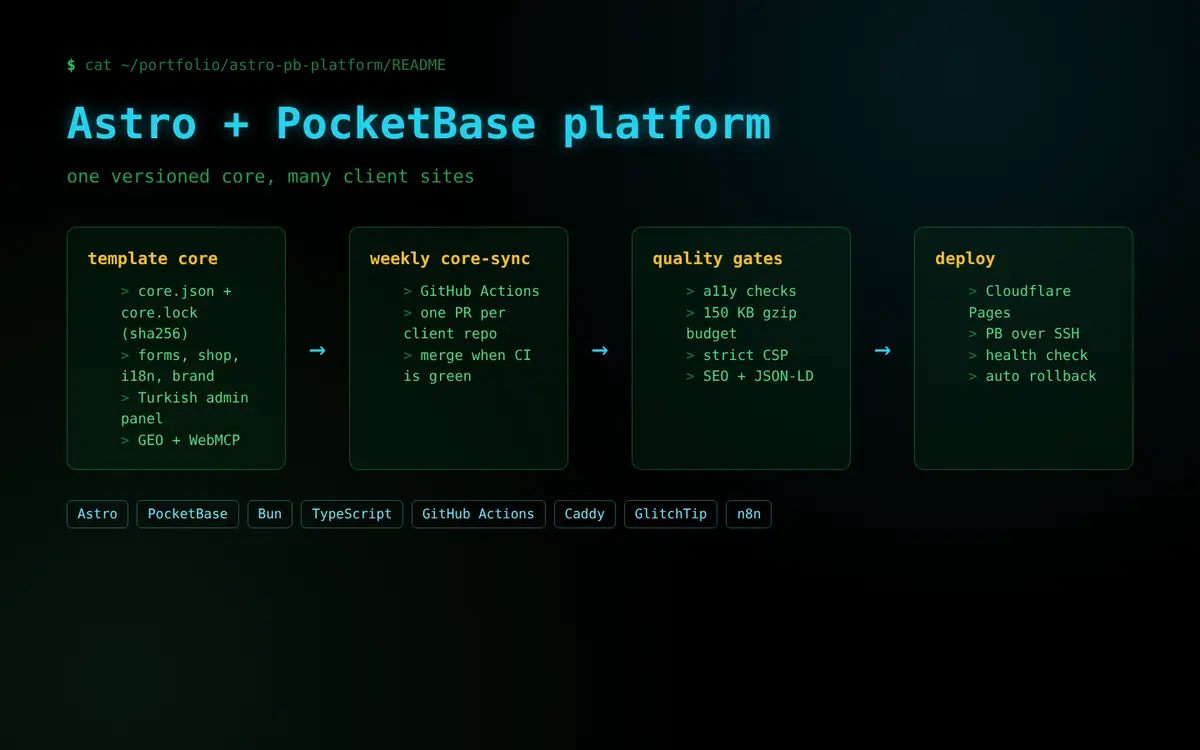 $ cat ~/portfolio/astro-pb-platform/README
Astro + PocketBase platform
one versioned core, many client sites
template core
> core.json +
core.lock
(sha256)
> forms, shop,
i18n, brand
> Turkish admin
panel
> GEO + WebMCP
→
weekly core-sync
> GitHub Actions
> one PR per
client repo
> merge when CI
is green
→
quality gates
> a11y checks
> 150 KB gzip
budget
> strict CSP
> SEO + JSON-LD
→
deploy
> Cloudflare
Pages
> PB over SSH
> health check
> auto rollback
Astro
PocketBase
Bun
TypeScript
GitHub Actions
Caddy
GlitchTip
n8n